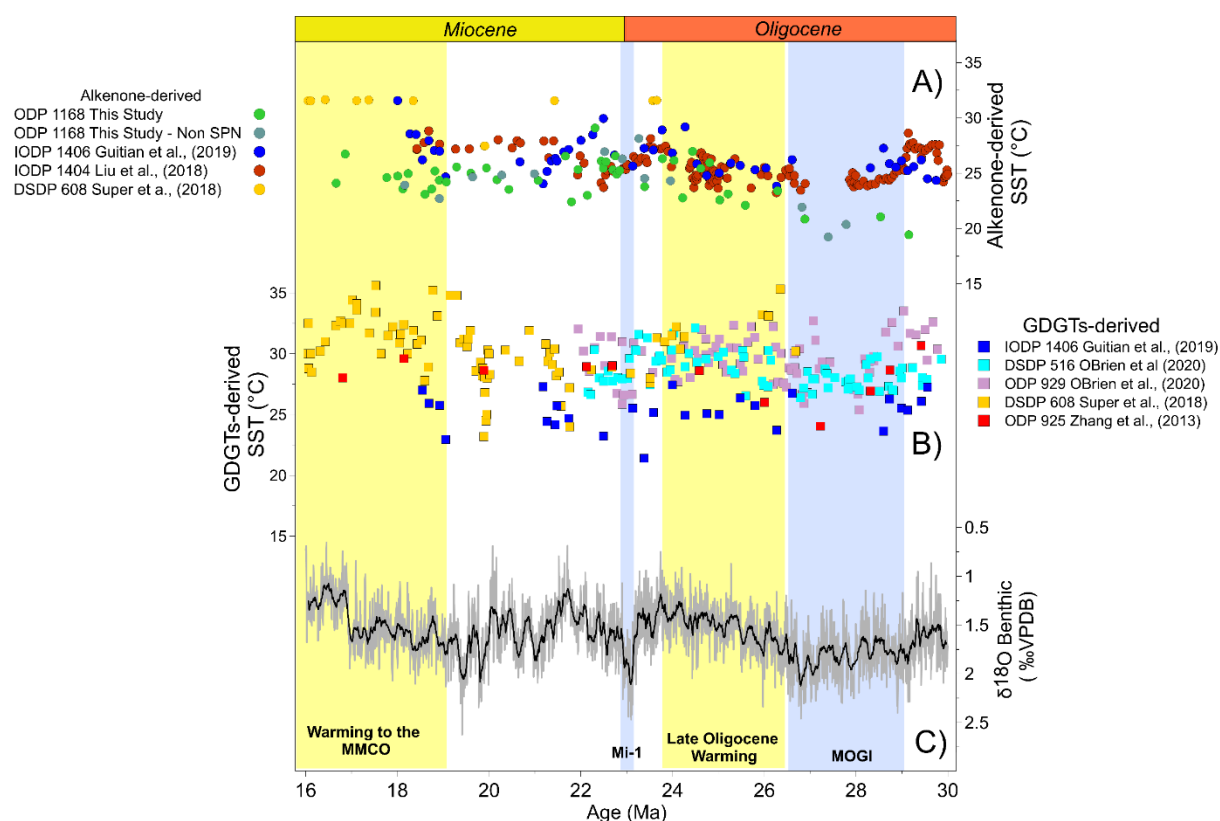 Miocene
Oligocene
Alkenone-derived
ODP 1168 This Study
ODP 1168 This Study - Non SPN
IODP 1406 Guitian et al., (2019)
IODP 1404 Liu et al., (2018)
DSDP 608 Super et a., (2018)
A)
35
30
25
20
15
Alkenone-derived
SST (°C)
35
30
25
20
15
GDGTs-derived
SST (°C)
B)
GDGTs-derived
IODP 1406 Guitian et al., (2019)
DSDP 516 OBrien et al (2020)
ODP 929 OBrien et al., (2020)
DSDP 608 Super et al., (2018)
ODP 925 Zhang et al., (2013)
0.5
1
1.5
2
2.5
δ18O Benthic
( ‰VPDB)
C)
Warming to the
MMCO
Mi-1
Late Oligocene
Warming
MOGI
16 18 20 22 24 26 28 30
Age (Ma)